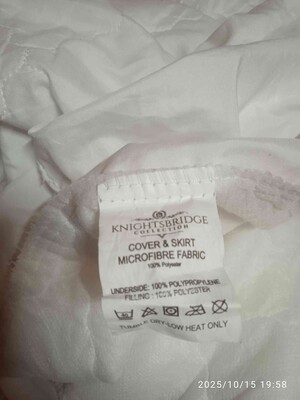 KNIGHTSBRIDGE
COLLECTION
COVER & SKIRT
MICROFIBRE FABRIC
100% Polyester
UNDERSIDE: 100% POLYPROPYLENE
FILLING - 100% POLYESTER
TUMBLE DRY LOW HEAT ONLY
2025/10/15 19:58